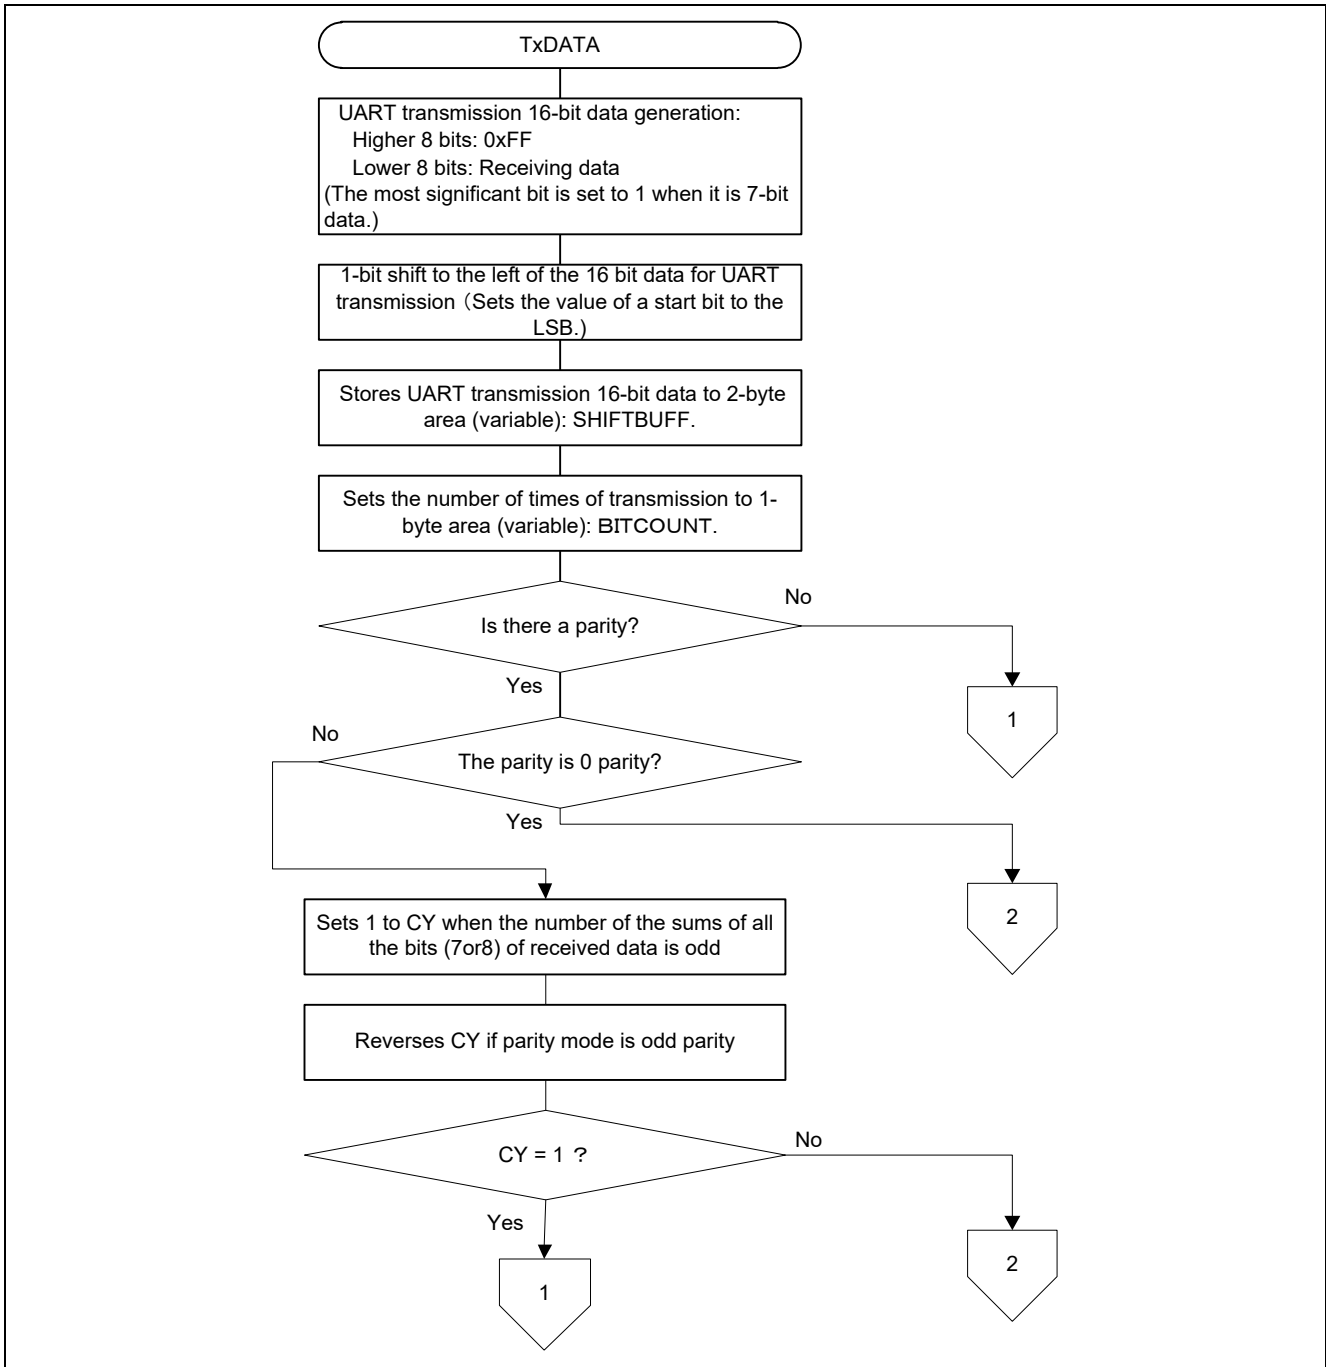 TxDATA
UART transmission 16-bit data generation:
Higher 8 bits: 0xFF
Lower 8 bits: Receiving data
(The most significant bit is set to 1 when it is 7-bit
data.)
1-bit shift to the left of the 16 bit data for UART
transmission（Sets the value of a start bit to the
LSB.)
Stores UART transmission 16-bit data to 2-byte
area (variable): SHIFTBUFF.
Sets the number of times of transmission to 1-
byte area (variable): BITCOUNT.
No
Is there a parity?
Yes
1
No
The parity is 0 parity?
Yes
2
Sets 1 to CY when the number of the sums of all
the bits (7or8) of received data is odd
Reverses CY if parity mode is odd parity
No
CY = 1 ？
Yes
2
1